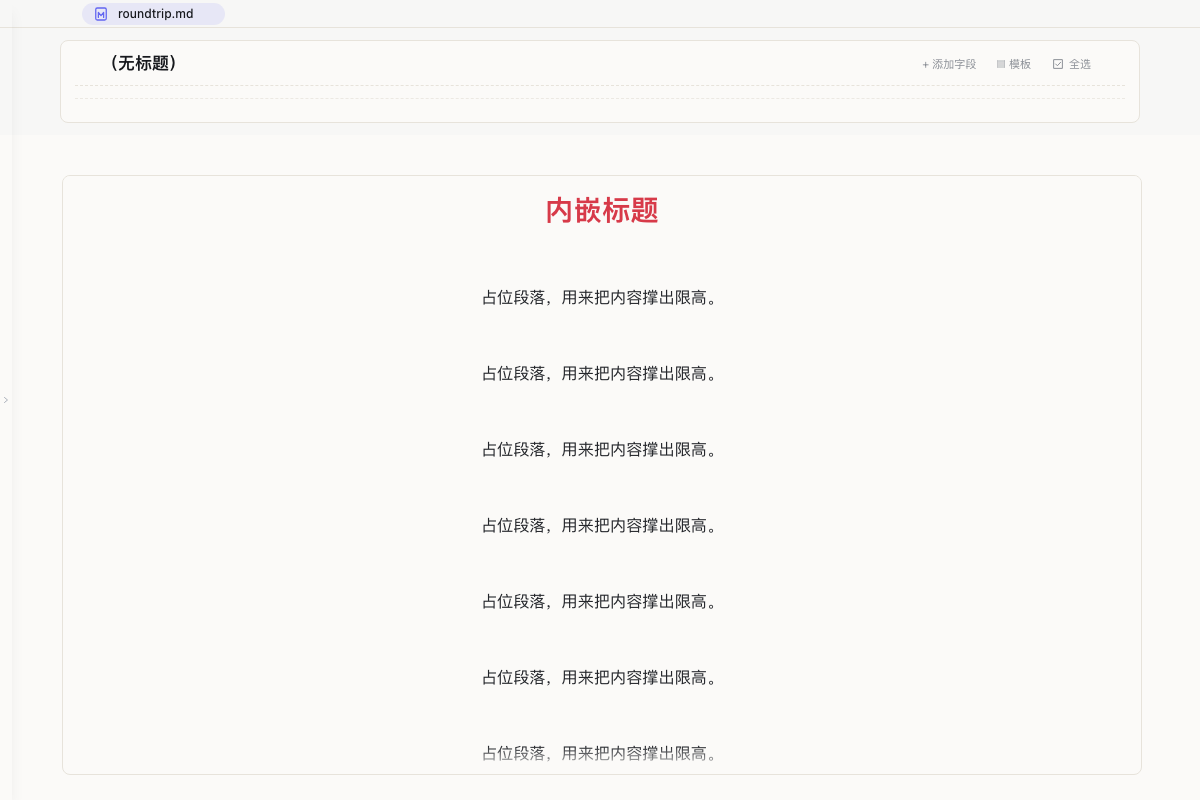 roundtrip.md
（无标题）
+ 添加字段
模板
全选
内嵌标题
占位段落，用来把内容撑出限高。
占位段落，用来把内容撑出限高。
占位段落，用来把内容撑出限高。
占位段落，用来把内容撑出限高。
占位段落，用来把内容撑出限高。
占位段落，用来把内容撑出限高。
占位段落，用来把内容撑出限高。